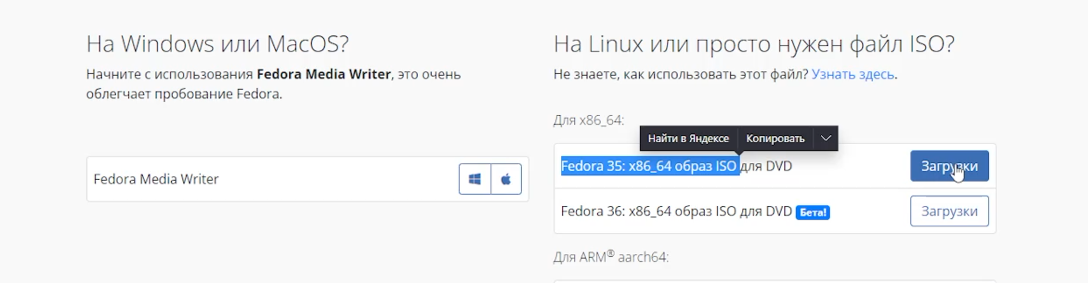 На Windows или MacOS?
Начните с использования Fedora Media Writer, это очень
облегчает пробование Fedora.
Fedora Media Writer
На Linux или просто нужен файл ISO?
Не знаете, как использовать этот файл? Узнать здесь.
Для x86_64:
Найти в Яндексе Копировать
Fedora 35: x86_64 образ ISO для DVD Загрузки
Fedora 36: x86_64 образ ISO для DVD Бета! Загрузки
Для ARM® aarch64: